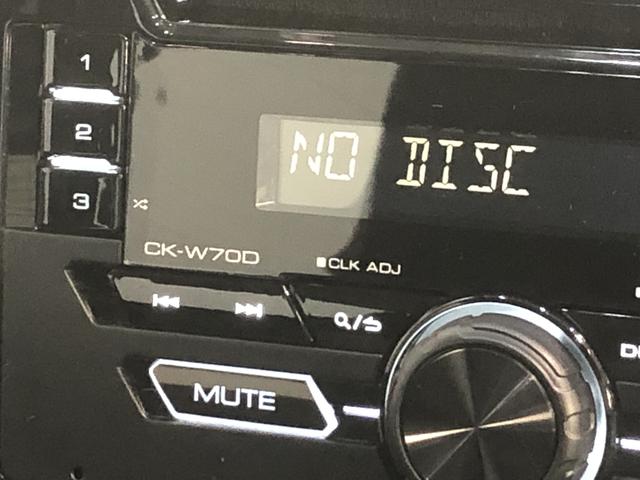 1
2
3
NO DISC
CK-W70D
CLK ADJ
MUTE